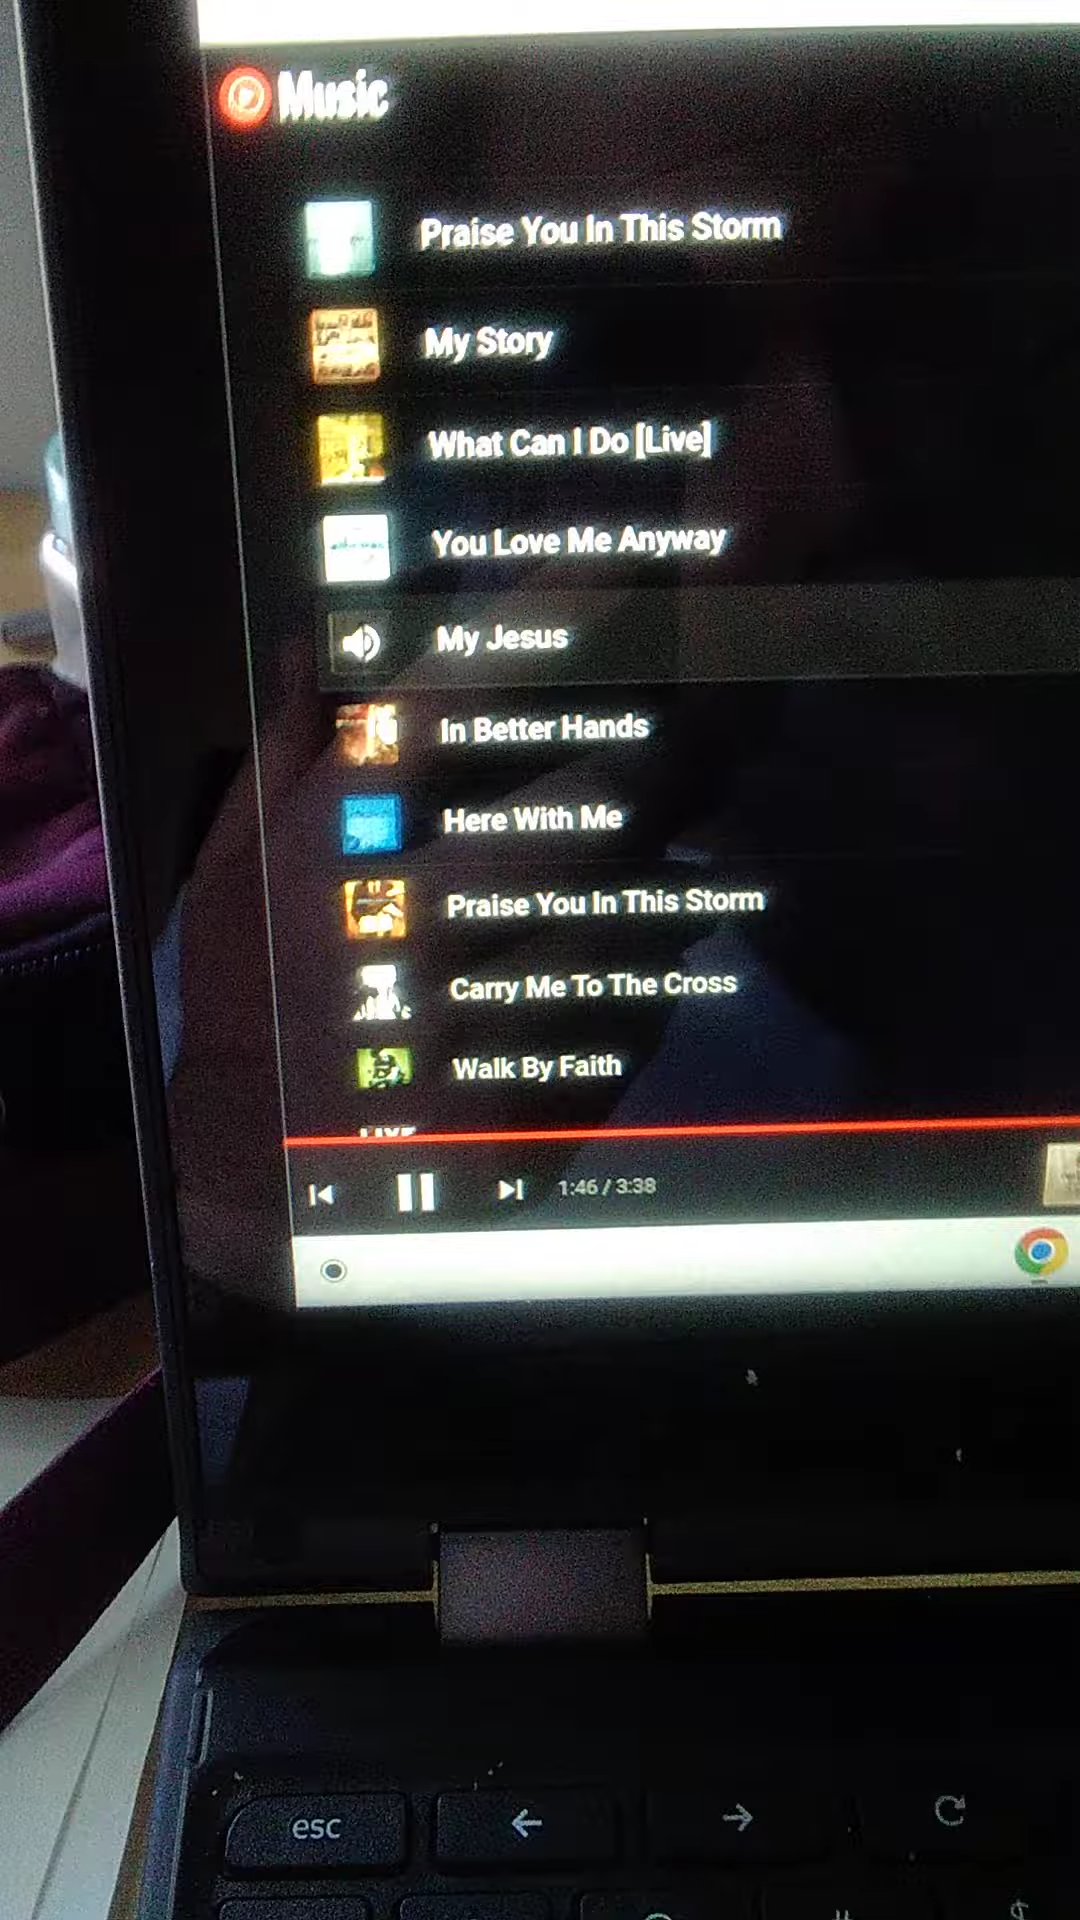 Music
Praise You In This Storm
My Story
What Can I Do [Live]
You Love Me Anyway
My Jesus
In Better Hands
Here With Me
Praise You In This Storm
Carry Me To The Cross
Walk By Faith
LIVE
1:46 / 3:38
esc